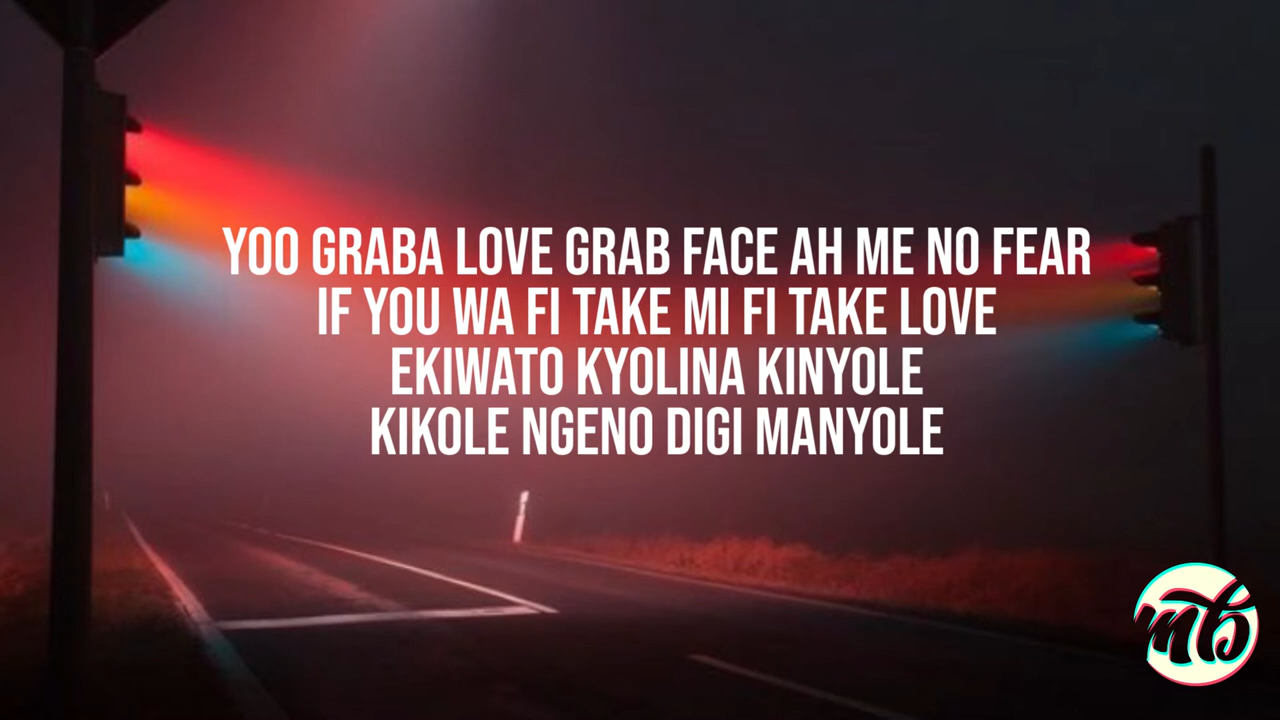 YOO GRABA LOVE GRAB FACE AH ME NO FEAR
IF YOU WA FI TAKE MI FI TAKE LOVE
EKIWATO KYOLINA KINYOLE
KIKOLE NGENO DIGI MANYOLE